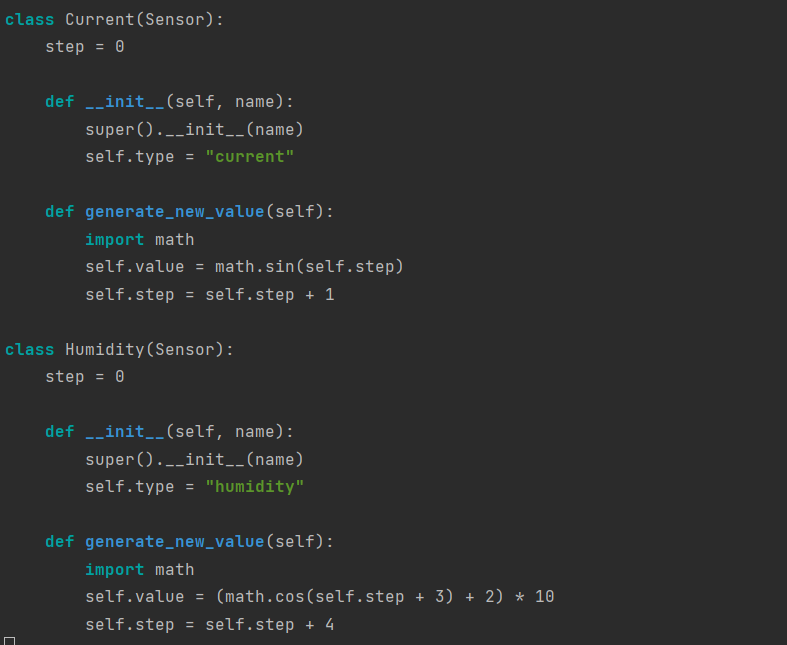 class Current(Sensor):
    step = 0

    def __init__(self, name):
        super().__init__(name)
        self.type = "current"

    def generate_new_value(self):
        import math
        self.value = math.sin(self.step)
        self.step = self.step + 1

class Humidity(Sensor):
    step = 0

    def __init__(self, name):
        super().__init__(name)
        self.type = "humidity"

    def generate_new_value(self):
        import math
        self.value = (math.cos(self.step + 3) + 2) * 10
        self.step = self.step + 4